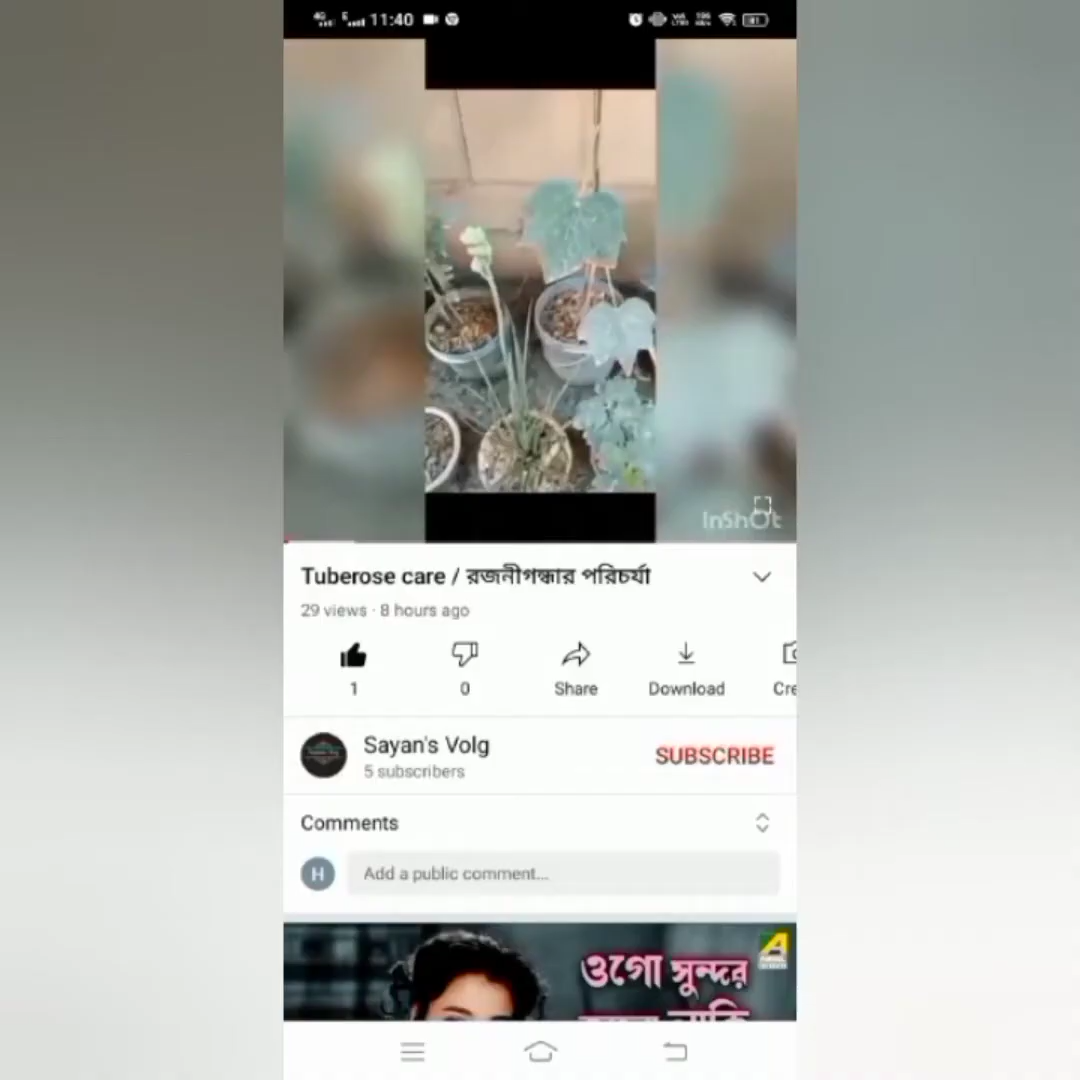 11:40
InShOt
Tuberose care / রজনীগন্ধার পরিচর্যা
29 views · 8 hours ago
1
0
Share
Download
Cre
Sayan's Volg
5 subscribers
SUBSCRIBE
Comments
H
Add a public comment...
ওগো সুন্দর